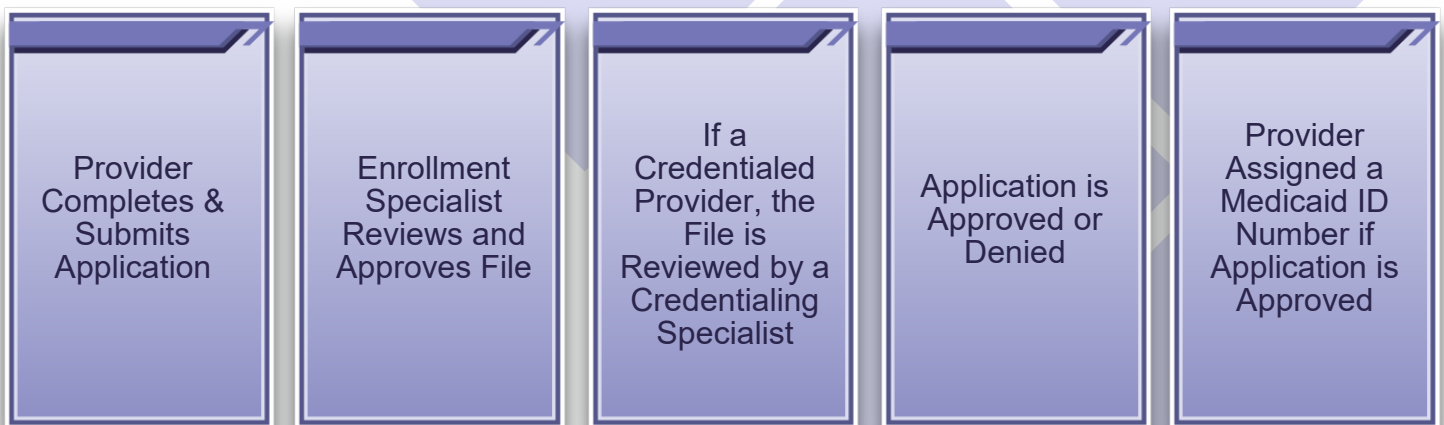 Provider
Completes &
Submits
Application
Enrollment
Specialist
Reviews and
Approves File
If a
Credentialed
Provider, the
File is
Reviewed by a
Credentialing
Specialist
Application is
Approved or
Denied
Provider
Assigned a
Medicaid ID
Number if
Application is
Approved